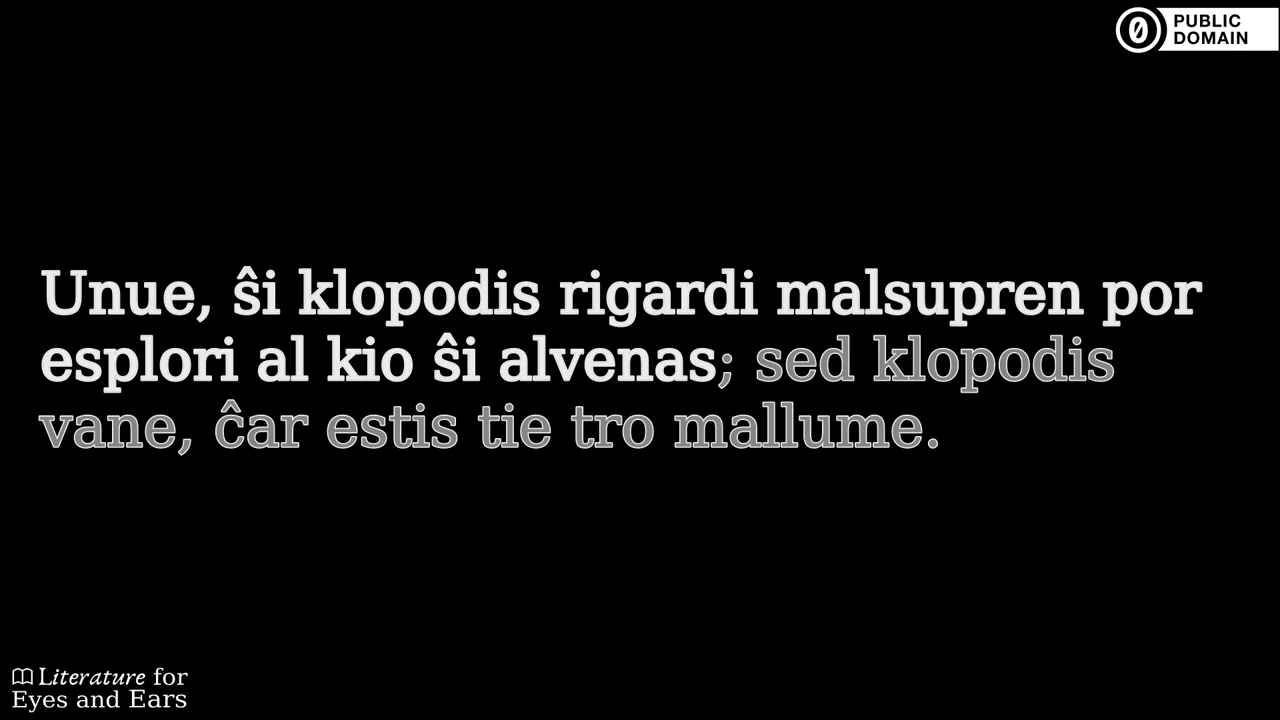 PUBLIC
DOMAIN
Unue, ŝi klopodis rigardi malsupren por
esplori al kio ŝi alvenas; sed klopodis
vane, ĉar estis tie tro mallume.
Literature for
Eyes and Ears